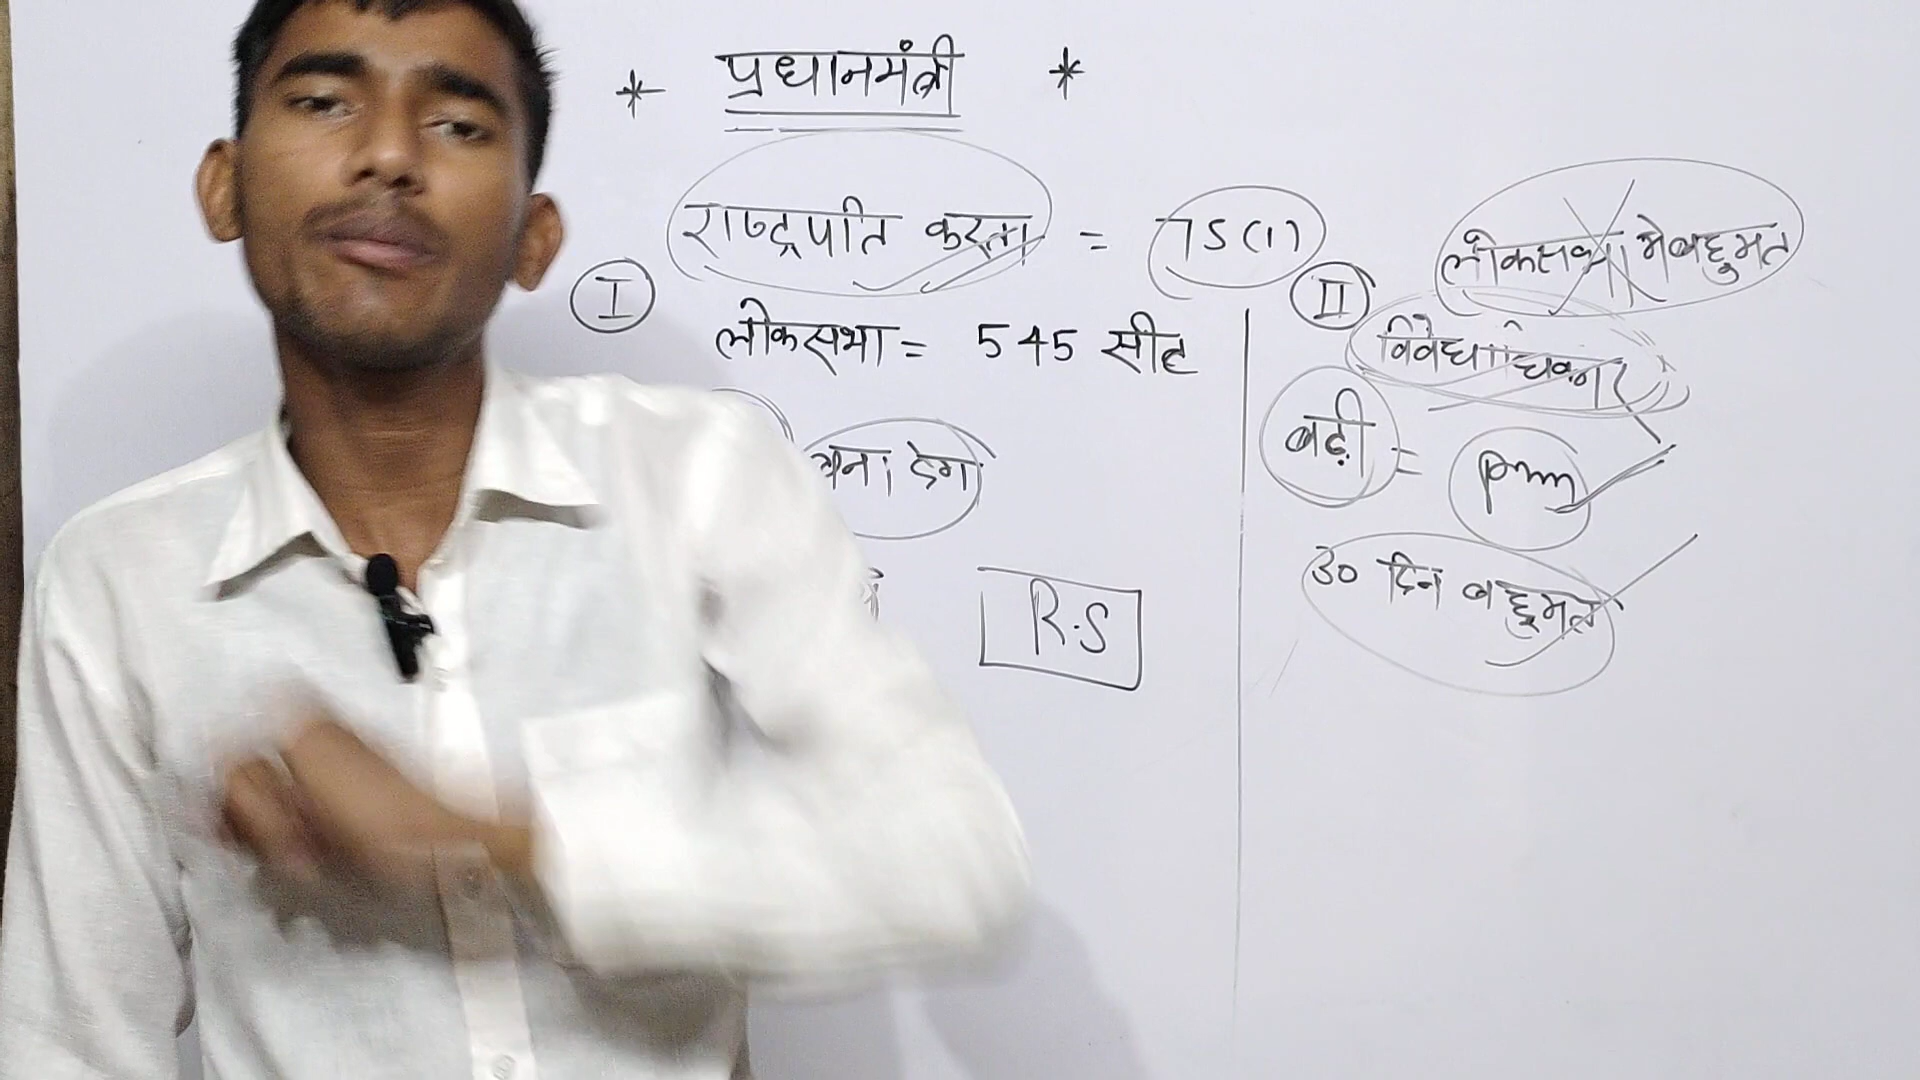 * प्रधानमंत्री *
राष्ट्रपति करता = 75(1)
I
लोकसभा = 545 सीट
देगा
R.S
लोकसभा मे बहुमत
II
विवेधाधिकार
बड़ी = pm
30 दिन बहुमत